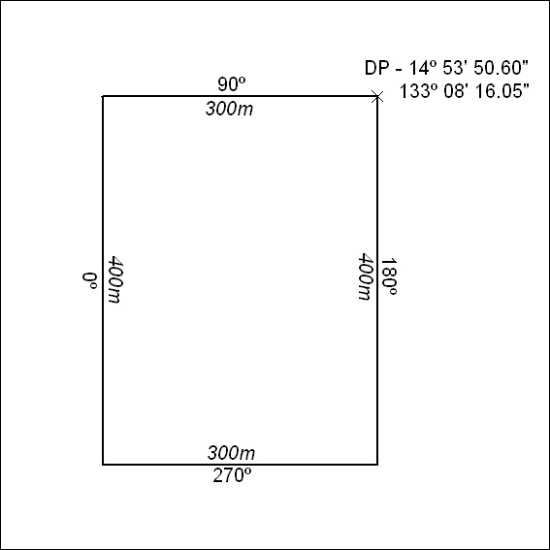 DP - 14º 53' 50.60"
133º 08' 16.05"
90º
300m
0º
400m
400m
180º
300m
270º